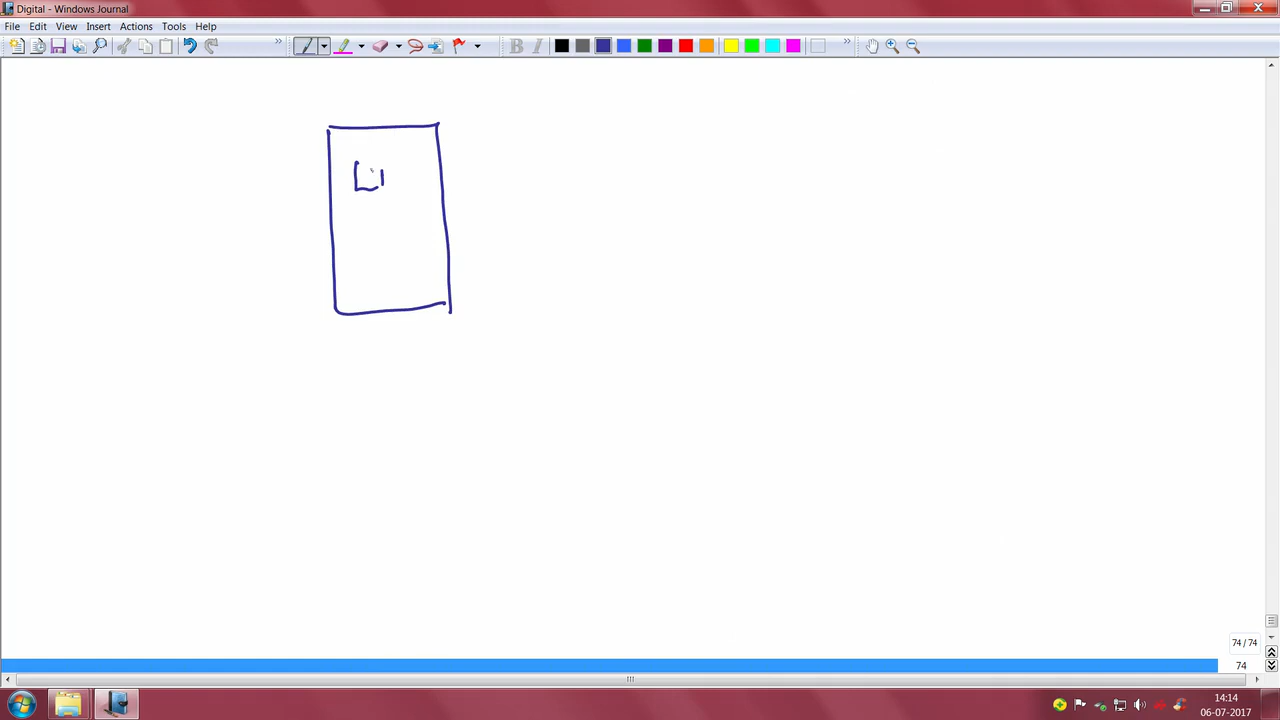 Digital - Windows Journal
File Edit View Insert Actions Tools Help
B I
74 / 74
74
14:14
06-07-2017